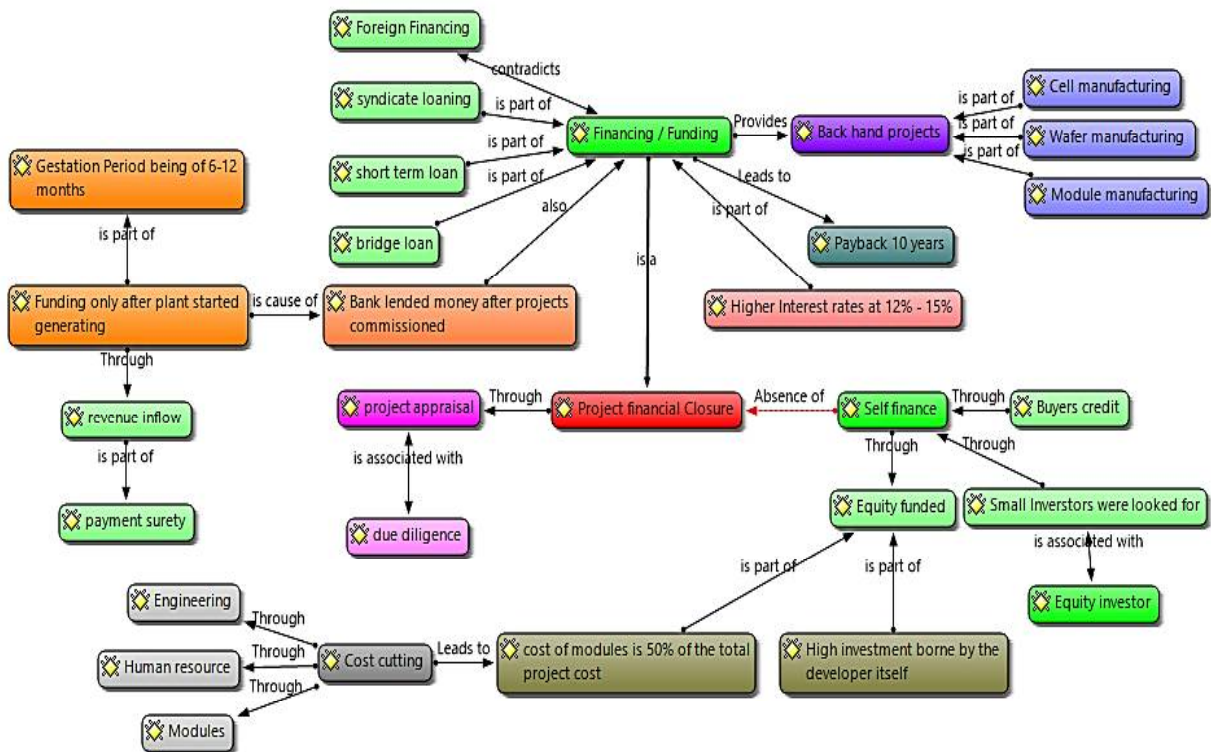 Foreign Financing
contradicts
syndicate loaning
is part of
Financing / Funding
Provides
Back hand projects
is part of
Cell manufacturing
is part of
Wafer manufacturing
is part of
Module manufacturing
Gestation Period being of 6-12
months
is part of
short term loan
is part of
is part of
bridge loan
also
Leads to
is part of
Payback 10 years
is a
Higher Interest rates at 12% - 15%
Funding only after plant started
generating
is cause of
Bank lended money after projects
commissioned
Through
revenue inflow
is part of
payment surety
project appraisal
Through
Project financial Closure
Absence of
Self finance
Through
Buyers credit
is associated with
due diligence
Through
Through
Equity funded
Small Inverstors were looked for
is associated with
Equity investor
is part of
is part of
Engineering
Through
Human resource
Through
Cost cutting
Leads to
cost of modules is 50% of the total
project cost
High investment borne by the
developer itself
Through
Modules